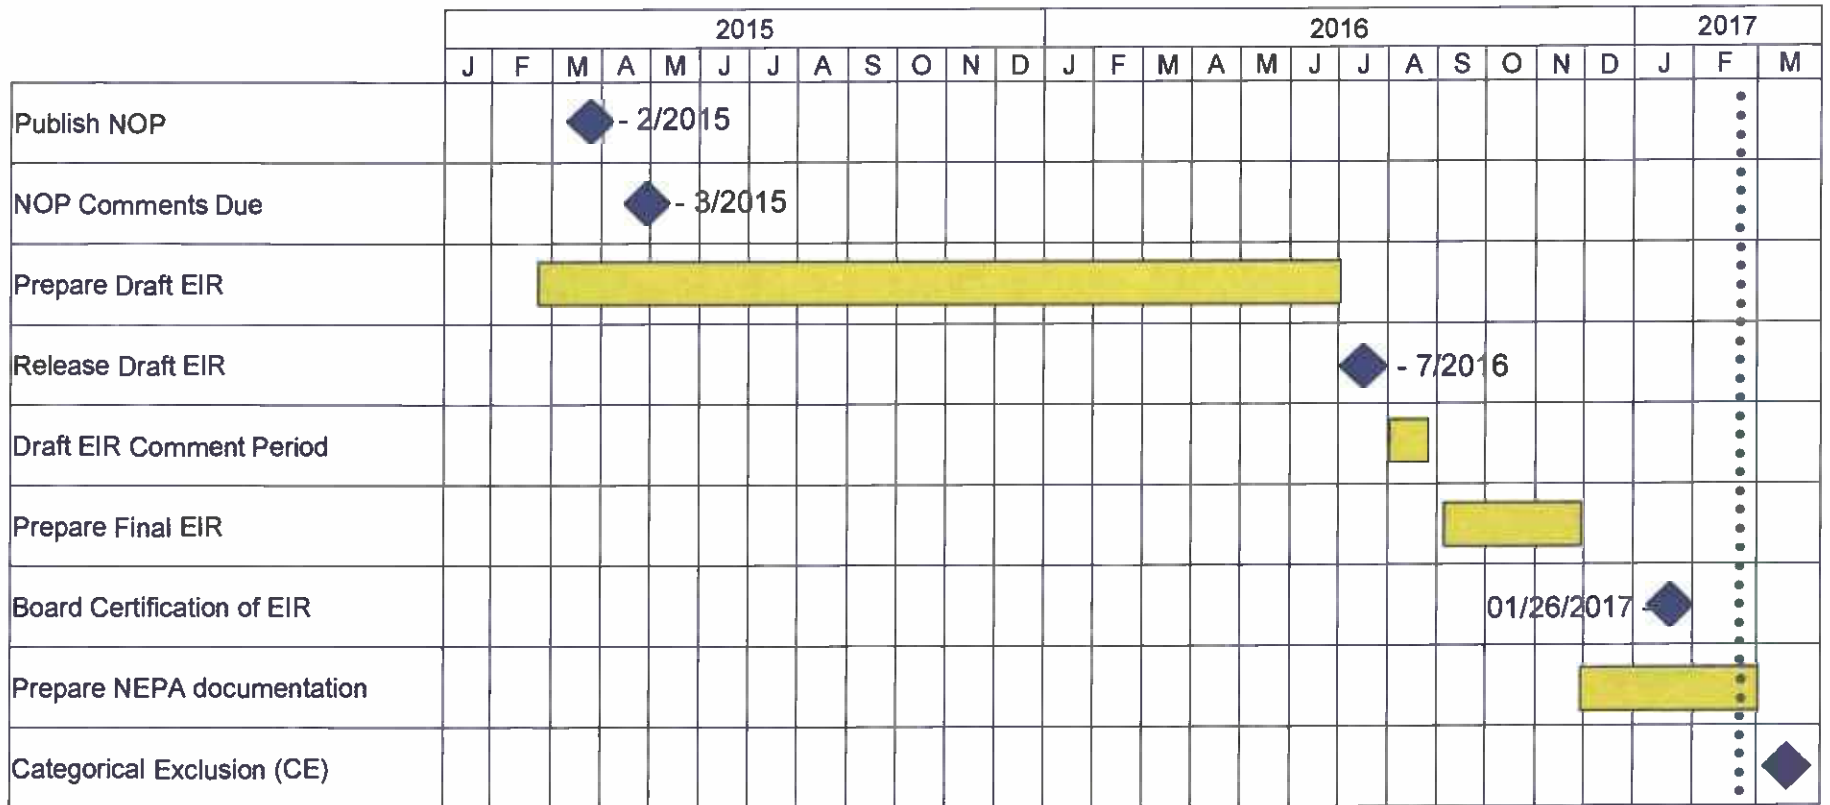 2015 2016 2017
J F M A M J J A S O N D J F M A M J J A S O N D J F M
Publish NOP - 2/2015
NOP Comments Due - 3/2015
Prepare Draft EIR
Release Draft EIR - 7/2016
Draft EIR Comment Period
Prepare Final EIR
Board Certification of EIR 01/26/2017 -
Prepare NEPA documentation
Categorical Exclusion (CE)